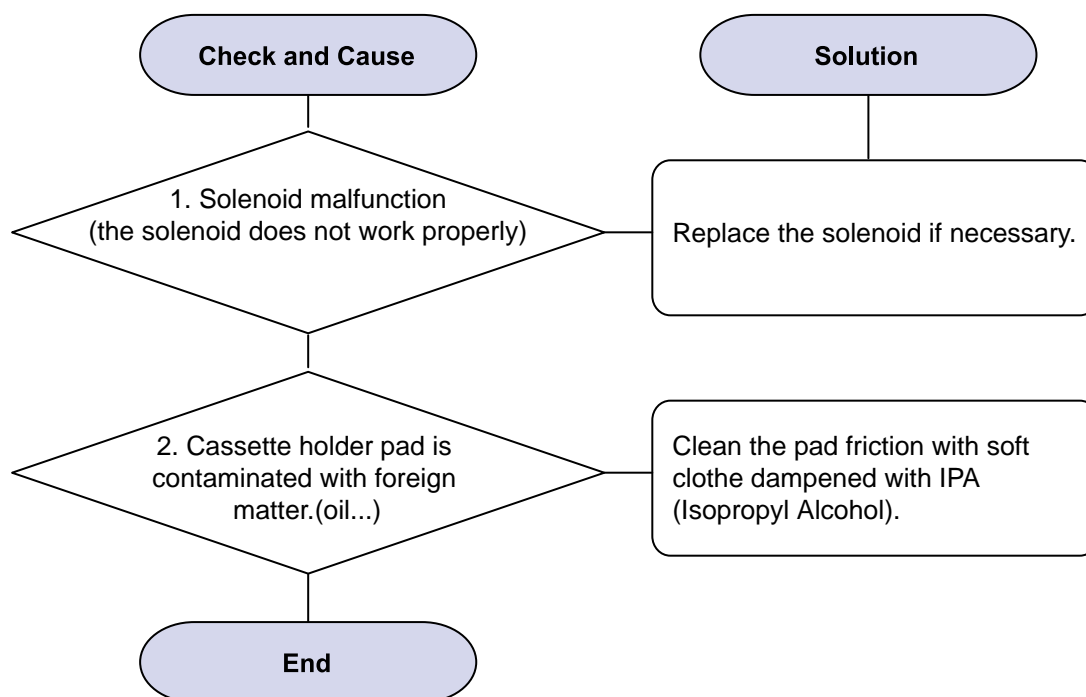 Check and Cause
Solution
1. Solenoid malfunction
(the solenoid does not work properly)
Replace the solenoid if necessary.
2. Cassette holder pad is
contaminated with foreign
matter.(oil...)
Clean the pad friction with soft
clothe dampened with IPA
(Isopropyl Alcohol).
End